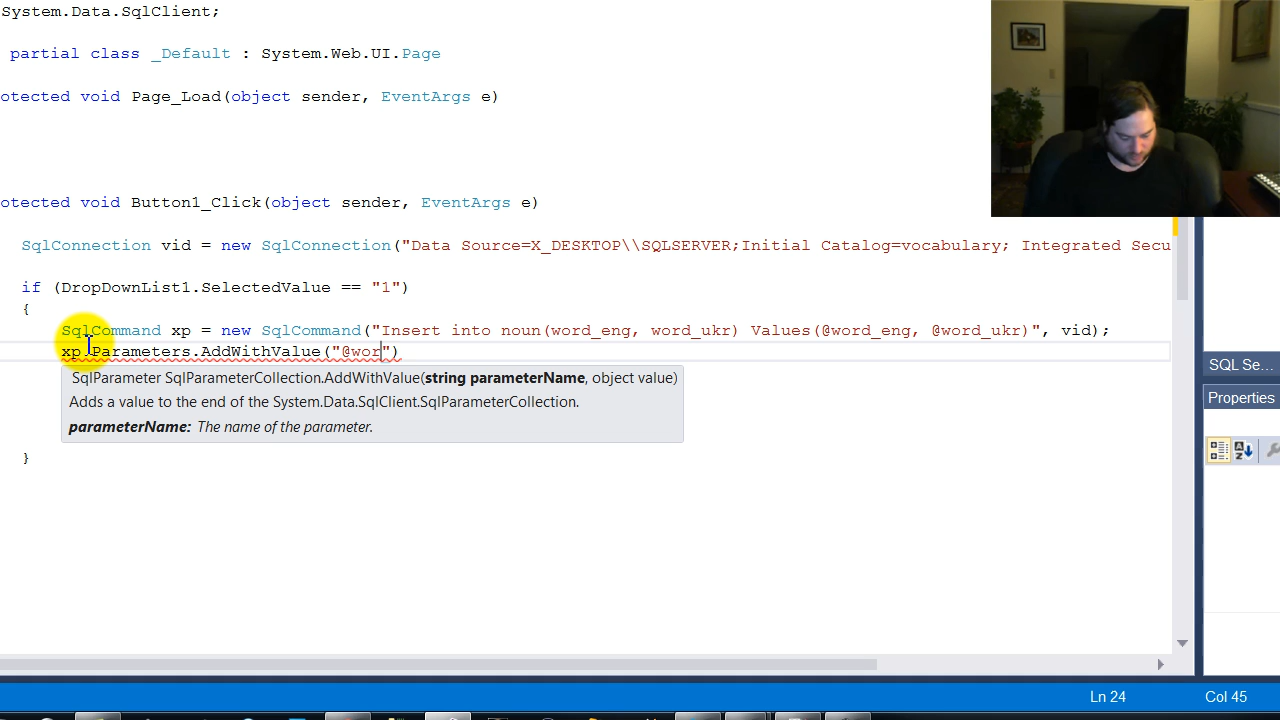 System.Data.SqlClient;
partial class _Default : System.Web.UI.Page
otected void Page_Load(object sender, EventArgs e)
otected void Button1_Click(object sender, EventArgs e)
SqlConnection vid = new SqlConnection("Data Source=X_DESKTOP\\SQLSERVER;Initial Catalog=vocabulary; Integrated Secu
if (DropDownList1.SelectedValue == "1")
{
SqlCommand xp = new SqlCommand("Insert into noun(word_eng, word_ukr) Values(@word_eng, @word_ukr)", vid);
xp.Parameters.AddWithValue("@wor")
SqlParameter SqlParameterCollection.AddWithValue(string parameterName, object value)
Adds a value to the end of the System.Data.SqlClient.SqlParameterCollection.
parameterName: The name of the parameter.
}
SQL Se...
Properties
Ln 24 Col 45